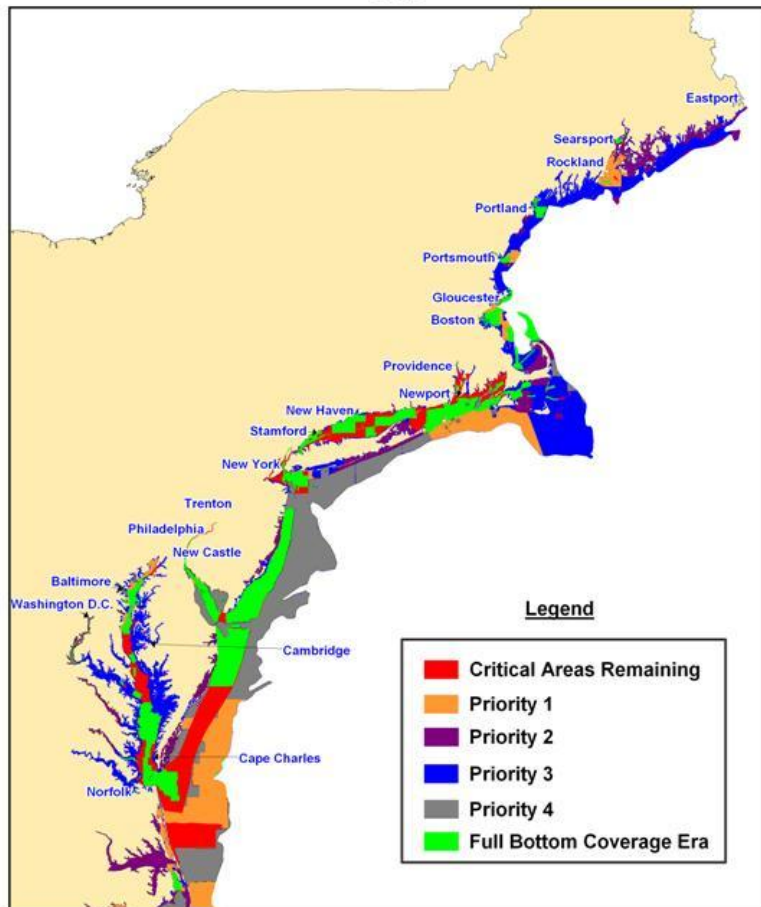 Eastport
Searsport
Rockland
Portland
Portsmouth
Gloucester
Boston
Providence
Newport
New Haven
Stamford
New York
Trenton
Philadelphia
New Castle
Baltimore
Washington D.C.
Cambridge
Cape Charles
Norfolk
Legend
Critical Areas Remaining
Priority 1
Priority 2
Priority 3
Priority 4
Full Bottom Coverage Era